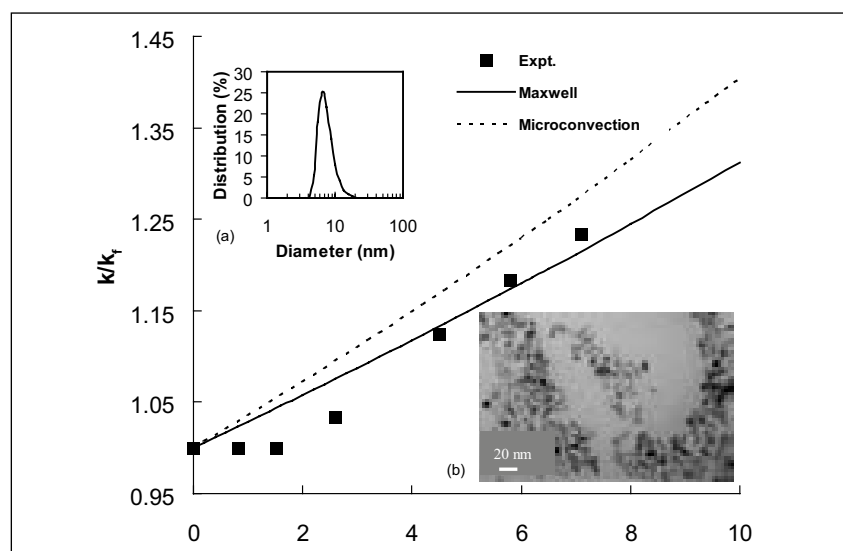 1.45
1.35
1.25
1.15
1.05
0.95
k/k_f
0 2 4 6 8 10
Expt.
Maxwell
Microconvection
30
25
20
15
10
5
0
Distribution (%)
1 10 100
Diameter (nm)
(a)
20 nm
(b)